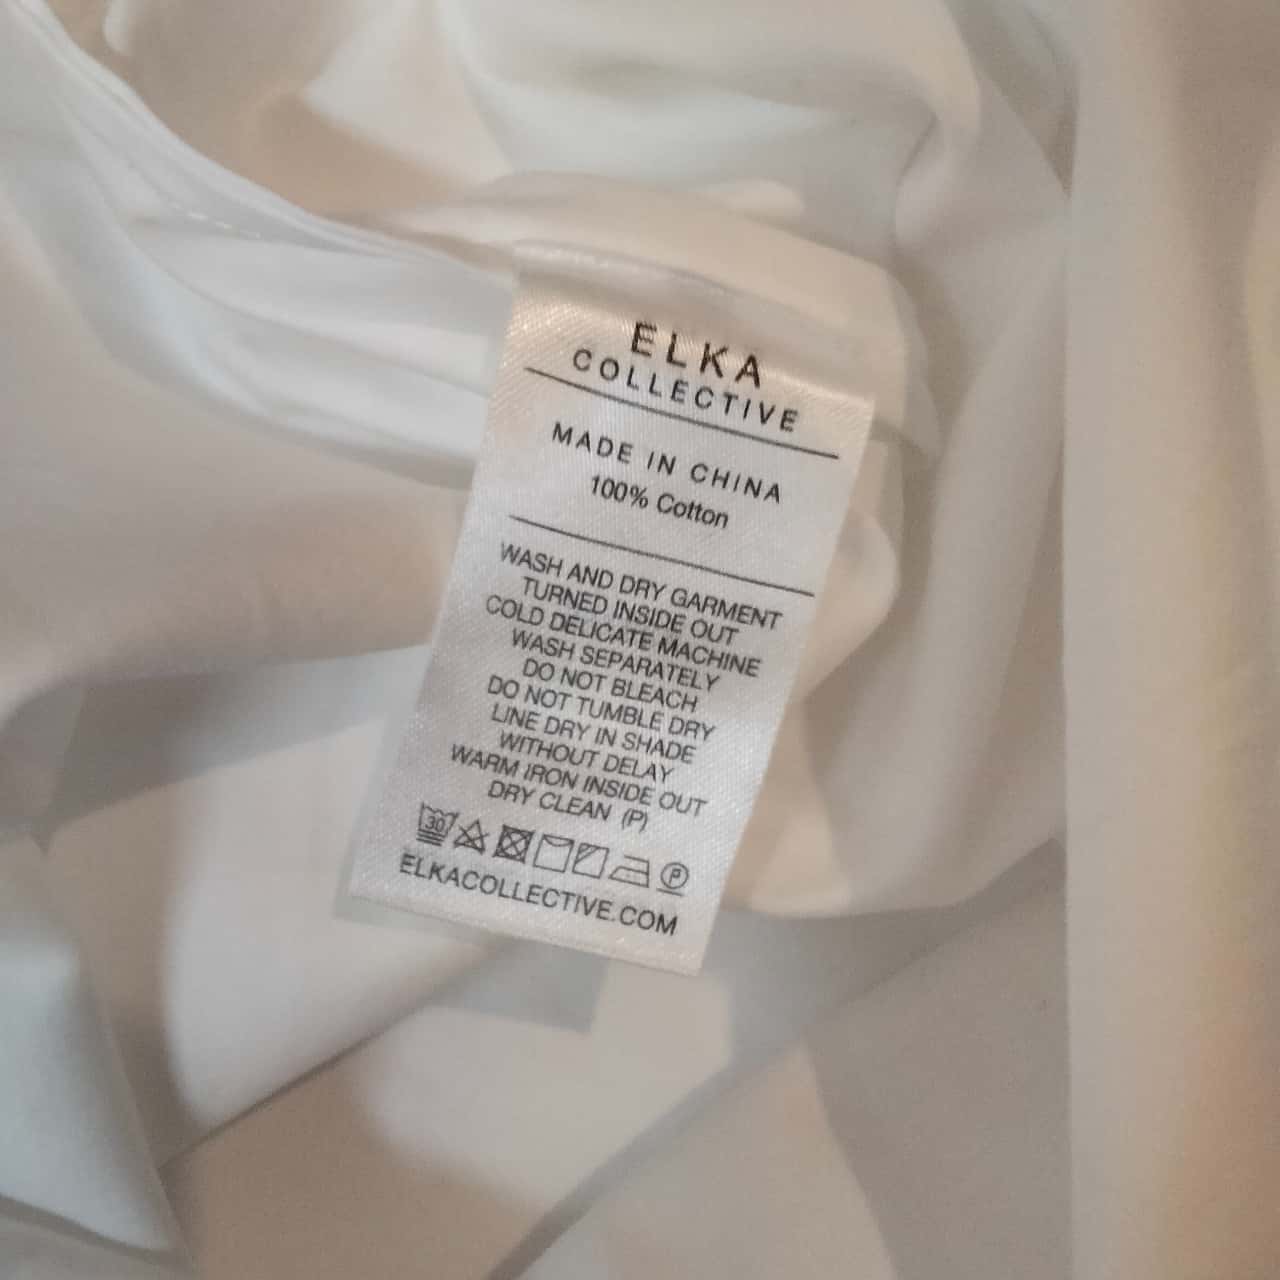 ELKA
COLLECTIVE
MADE IN CHINA
100% Cotton
WASH AND DRY GARMENT
TURNED INSIDE OUT
COLD DELICATE MACHINE
WASH SEPARATELY
DO NOT BLEACH
DO NOT TUMBLE DRY
LINE DRY IN SHADE
WITHOUT DELAY
WARM IRON INSIDE OUT
DRY CLEAN (P)
30 P
ELKACOLLECTIVE.COM